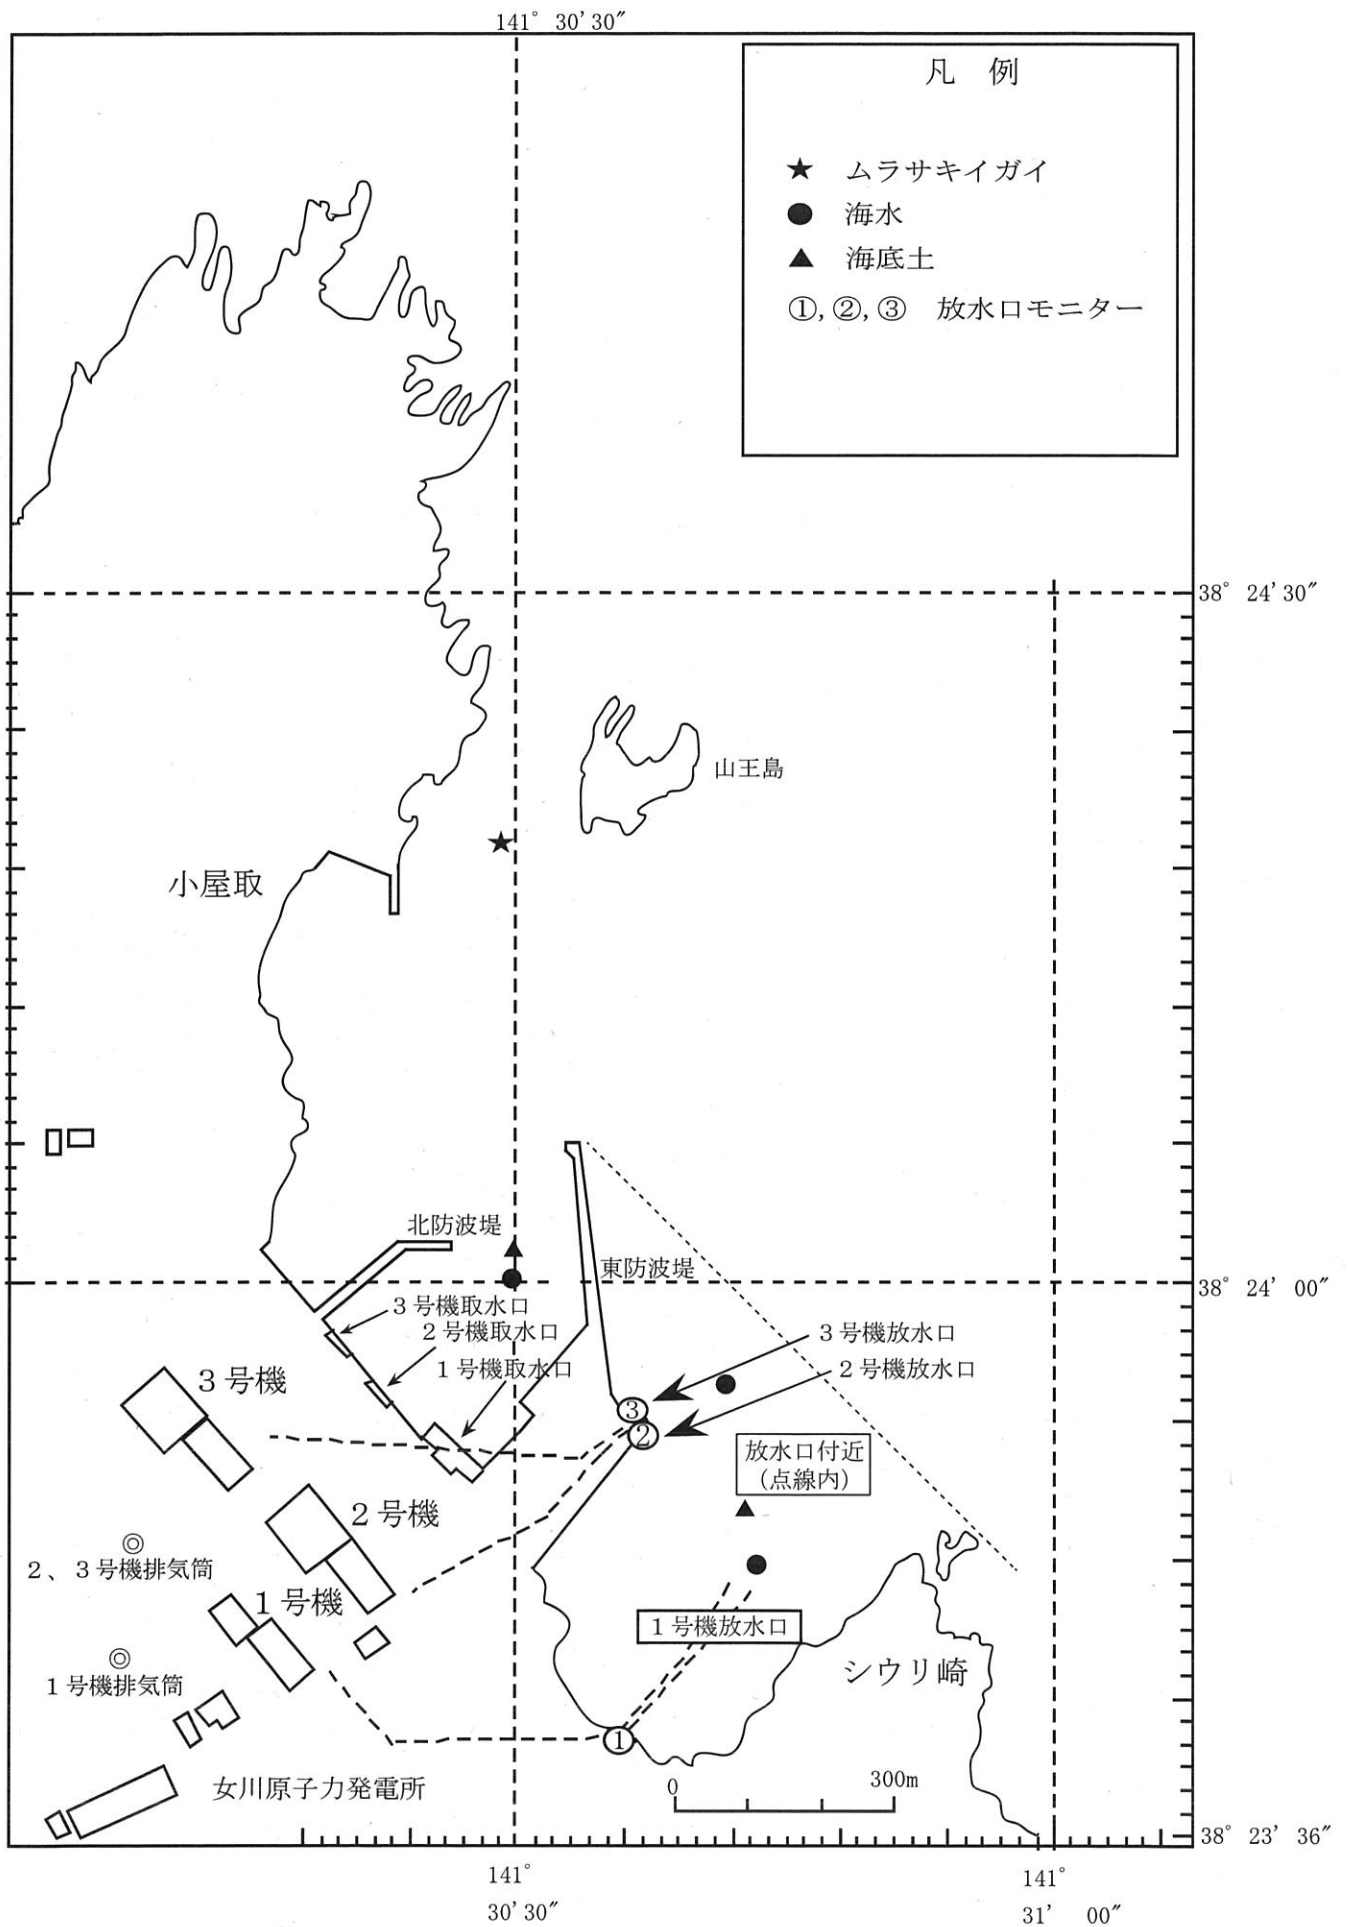 141° 30′30″
凡 例
★ ムラサキイガイ
● 海水
▲ 海底土
①,②,③ 放水口モニター
38° 24′30″
山王島
小屋取
北防波堤
東防波堤
38° 24′ 00″
3号機取水口
2号機取水口
1号機取水口
3号機放水口
2号機放水口
3号機
③
②
放水口付近
(点線内)
2号機
2、3号機排気筒
1号機
1号機放水口
シウリ崎
1号機排気筒
①
女川原子力発電所
0 300m
38° 23′ 36″
141°
30′30″
141°
31′ 00″